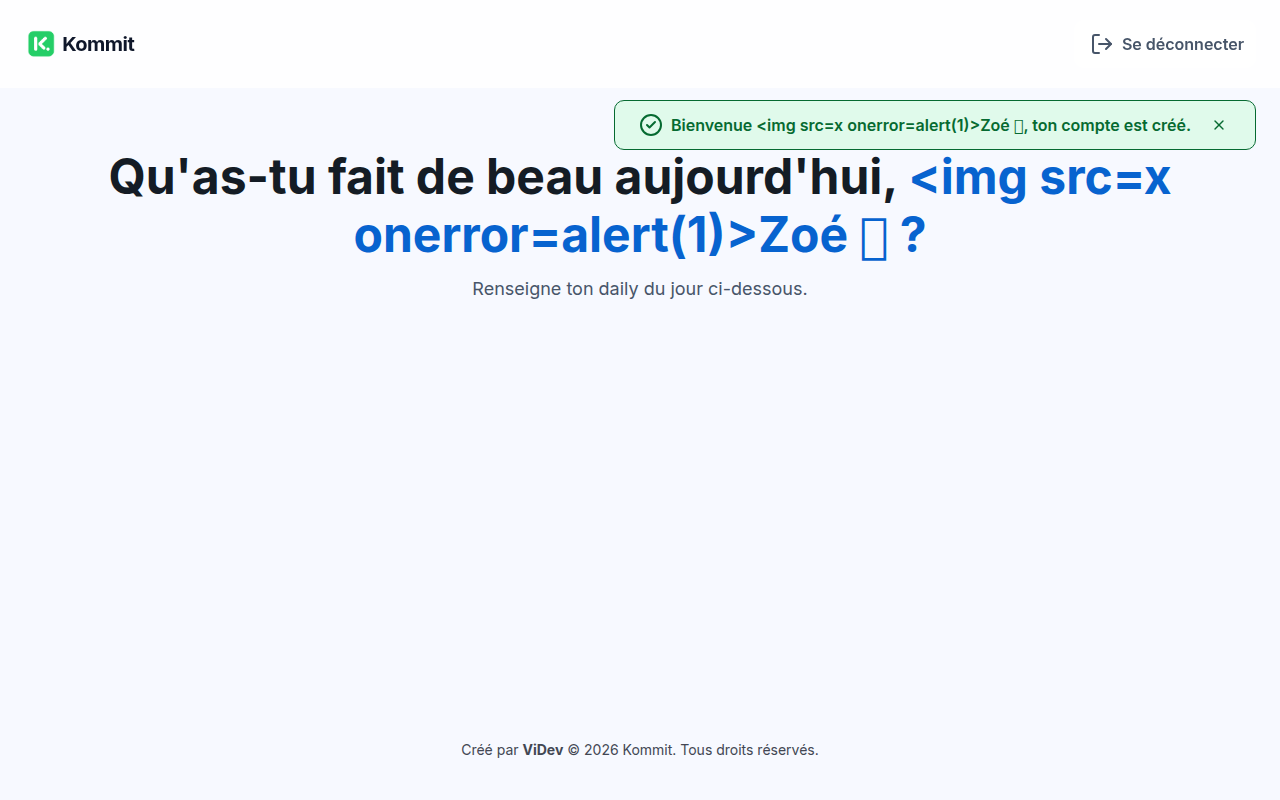 Kommit
Se déconnecter
Bienvenue <img src=x onerror=alert(1)>Zoé , ton compte est créé.
Qu'as-tu fait de beau aujourd'hui, <img src=x
onerror=alert(1)>Zoé ?
Renseigne ton daily du jour ci-dessous.
Créé par ViDev © 2026 Kommit. Tous droits réservés.